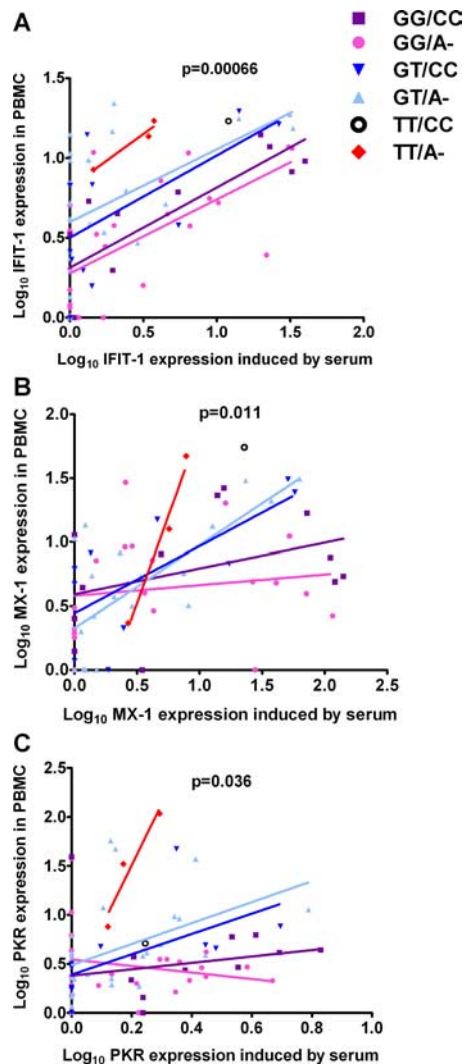 A
GG/CC
GG/A-
GT/CC
GT/A-
TT/CC
TT/A-
p=0.00066
Log10 IFIT-1 expression in PBMC
1.5
1.0
0.5
0.0
0.0 0.5 1.0 1.5 2.0
Log10 IFIT-1 expression induced by serum
B
p=0.011
Log10 MX-1 expression in PBMC
2.0
1.5
1.0
0.5
0.0
0.0 0.5 1.0 1.5 2.0 2.5
Log10 MX-1 expression induced by serum
C
p=0.036
Log10 PKR expression in PBMC
2.5
2.0
1.5
1.0
0.5
0.0
0.0 0.2 0.4 0.6 0.8 1.0
Log10 PKR expression induced by serum